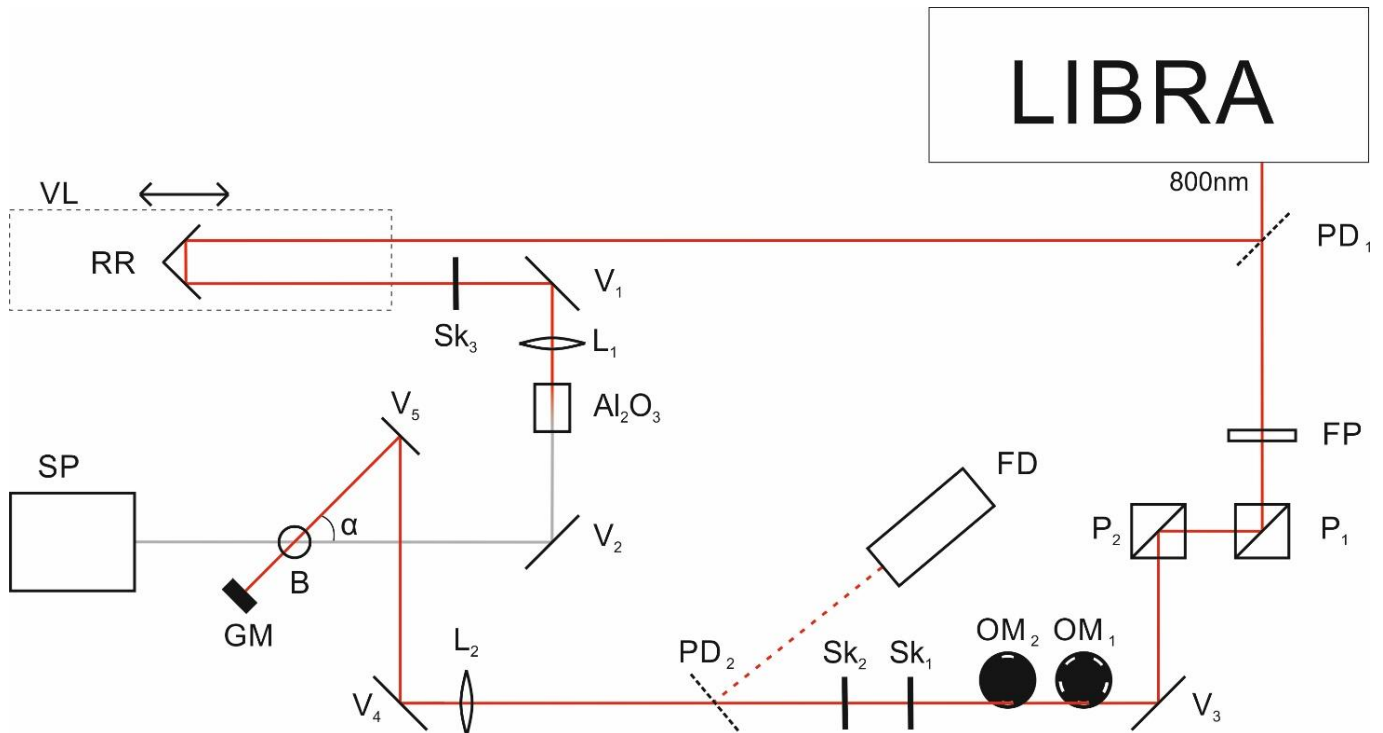 LIBRA
800nm
VL
RR
PD₁
V₁
Sk₃
L₁
Al₂O₃
V₅
FP
SP
FD
α
P₂
P₁
V₂
B
GM
OM₂
OM₁
L₂
PD₂
Sk₂
Sk₁
V₄
V₃